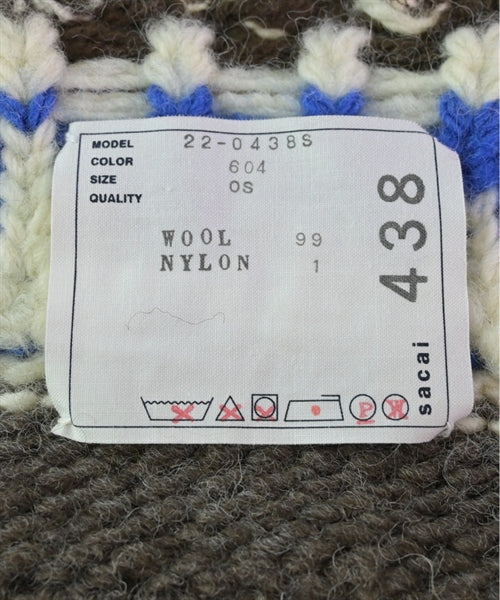 MODEL 22-0438S
COLOR 604
SIZE OS
QUALITY
WOOL 99
NYLON 1
P W
sacai 438